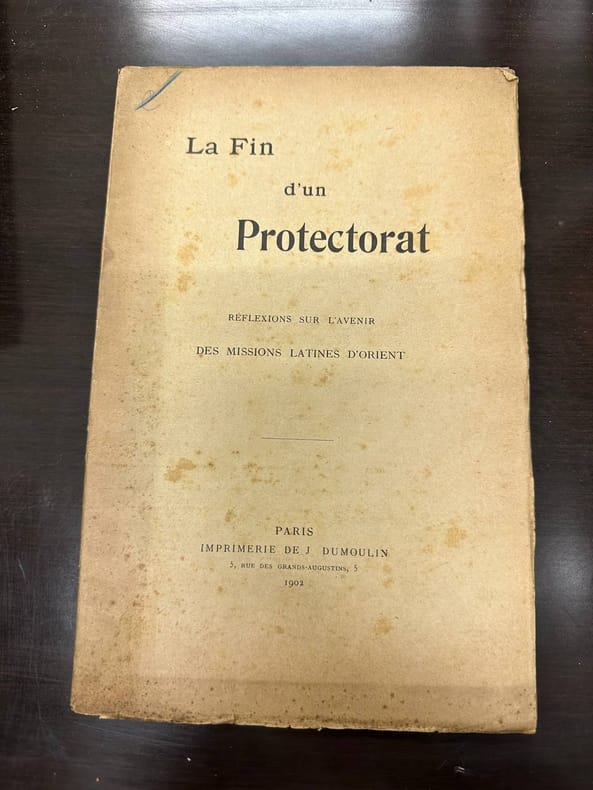 La Fin
d'un
Protectorat
RÉFLEXIONS SUR L'AVENIR
DES MISSIONS LATINES D'ORIENT
PARIS
IMPRIMERIE DE J DUMOULIN
5, RUE DES GRANDS-AUGUSTINS, 5
1902